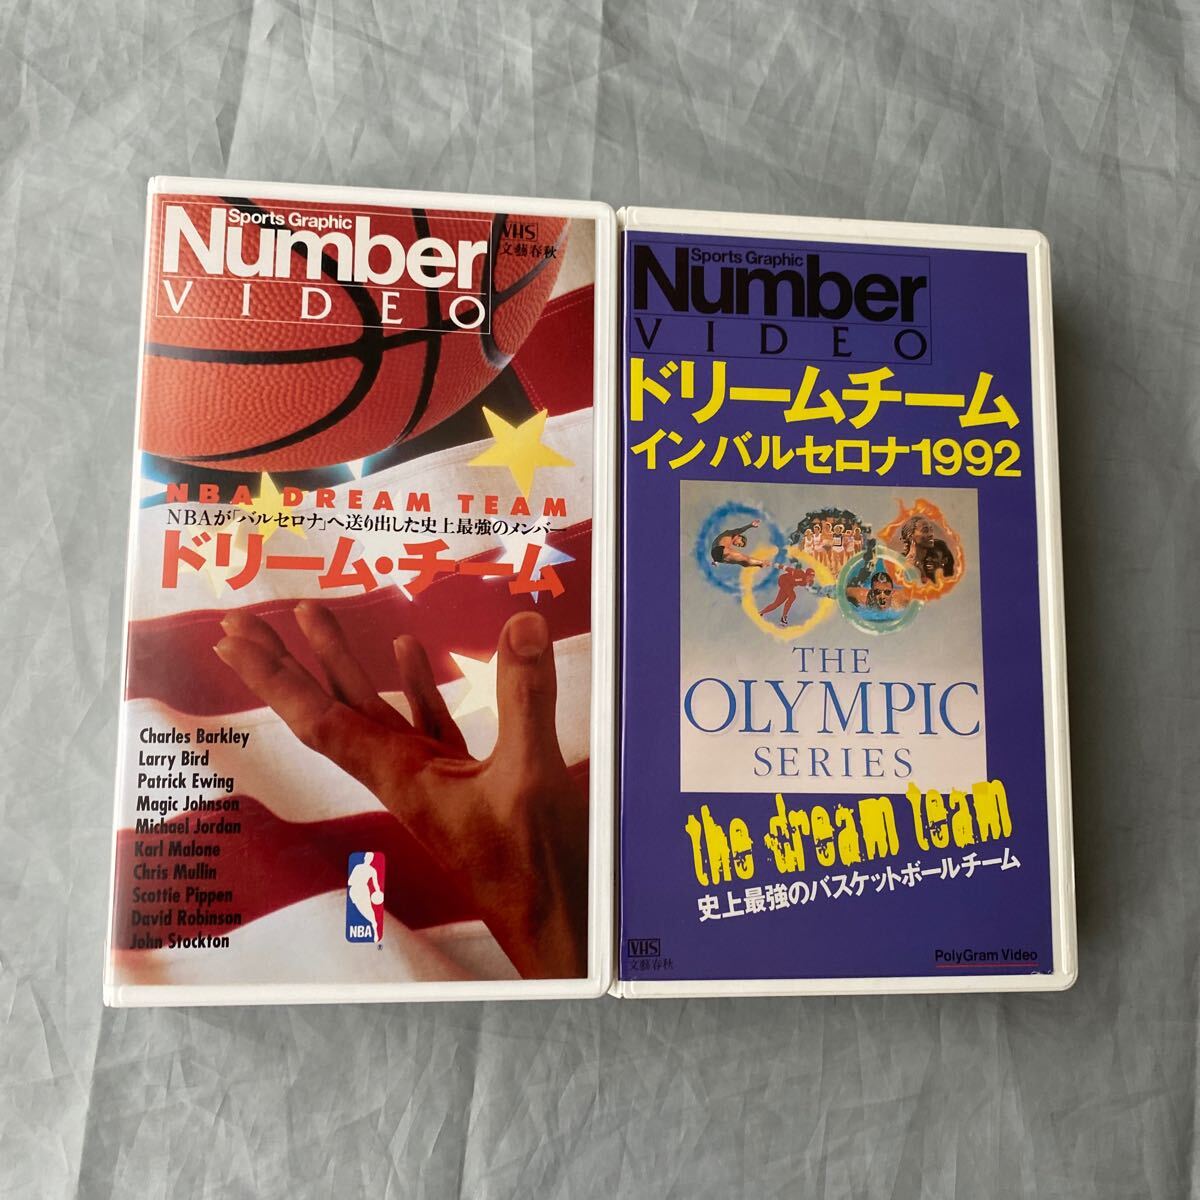 Sports Graphic
Number
VIDEO
VHS
文藝春秋
NBA DREAM TEAM
NBAが「バルセロナ」へ送り出した史上最強のメンバー
ドリーム・チーム
Charles Barkley
Larry Bird
Patrick Ewing
Magic Johnson
Michael Jordan
Karl Malone
Chris Mullin
Scottie Pippen
David Robinson
John Stockton
NBA
®
Sports Graphic
Number
VIDEO
ドリームチーム
インバルセロナ1992
THE
OLYMPIC
SERIES
the dream team
史上最強のバスケットボールチーム
VHS
文藝春秋
PolyGram Video